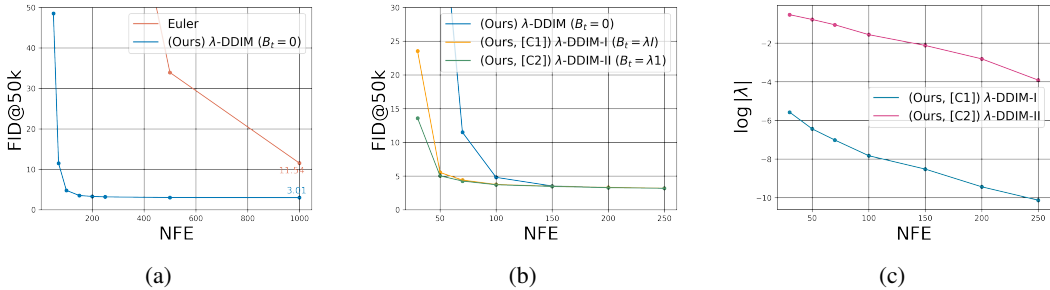 50
40
30
20
10
0
FID@50k
Euler
(Ours) λ-DDIM (B_t = 0)
11.54
3.01
200 400 600 800 1000
NFE
(a)
30
25
20
15
10
5
0
FID@50k
(Ours) λ-DDIM (B_t = 0)
(Ours, [C1]) λ-DDIM-I (B_t = λI)
(Ours, [C2]) λ-DDIM-II (B_t = λ1)
50 100 150 200 250
NFE
(b)
−2
−4
−6
−8
−10
log |λ|
(Ours, [C1]) λ-DDIM-I
(Ours, [C2]) λ-DDIM-II
50 100 150 200 250
NFE
(c)